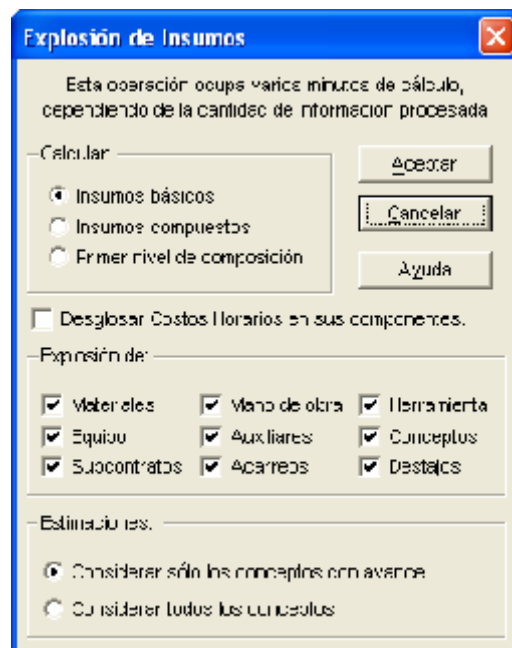 Explosión de Insumos
Esta operación ocupa varios minutos de cálculo,
dependiendo de la cantidad de información procesada
Calcular:
Aceptar
Insumos básicos
Cancelar
Insumos compuestos
Primer nivel de composición
Ayuda
Desglosar Costos Horarios en sus componentes.
Explosión de:
Materiales Mano de obra Herramienta
Equipo Auxiliares Conceptos
Subcontratos Acarreos Destajos
Estimaciones:
Considerar sólo los conceptos con avance
Considerar todos los conceptos